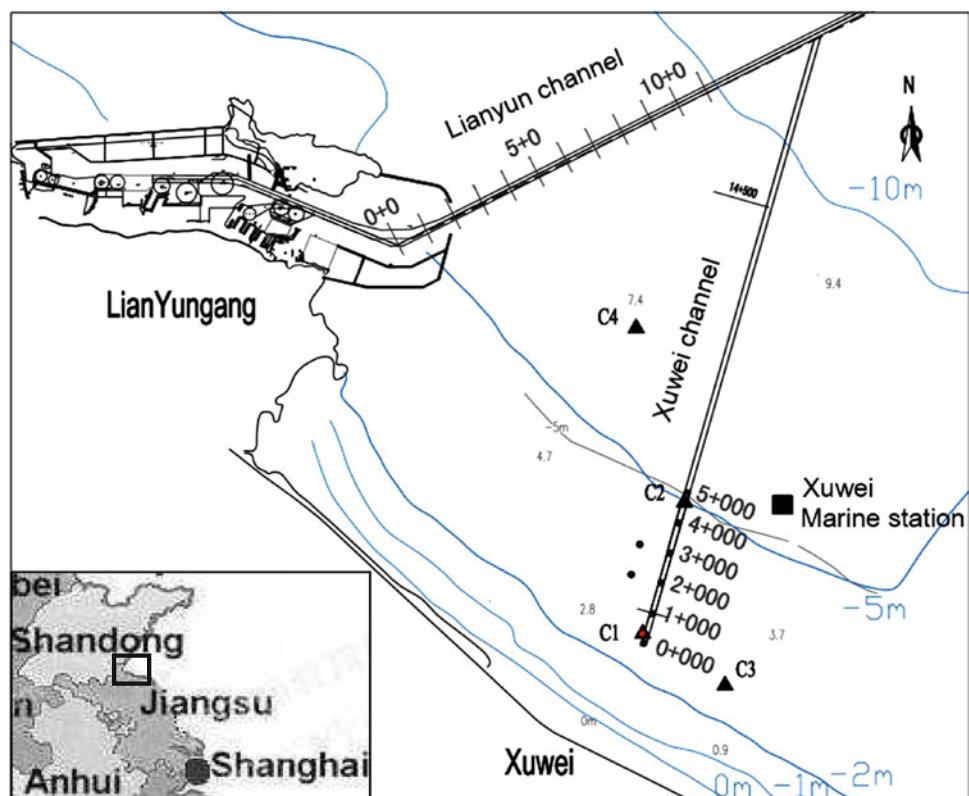 Lianyun channel
10+0
5+0
0+0
N
-10m
14+500
LianYungang
7.4
C4
9.4
Xuwei channel
-5m
4.7
C2
5+000
Xuwei
Marine station
4+000
3+000
2+000
-5m
2.8
1+000
C1
3.7
0+000
C3
0m
0.9
Xuwei
0m
-1m
-2m
bei
Shandong
n
Jiangsu
Shanghai
Anhui